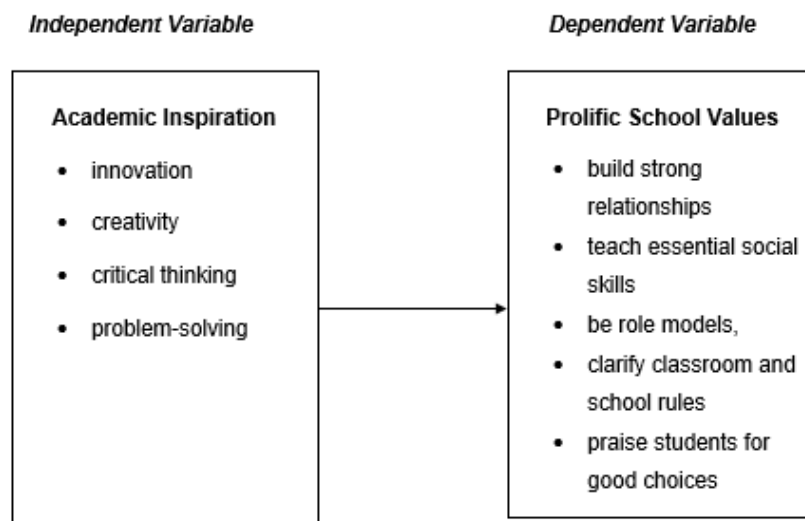 Independent Variable
Dependent Variable
Academic Inspiration
• innovation
• creativity
• critical thinking
• problem-solving
Prolific School Values
• build strong
relationships
• teach essential social
skills
• be role models,
• clarify classroom and
school rules
• praise students for
good choices